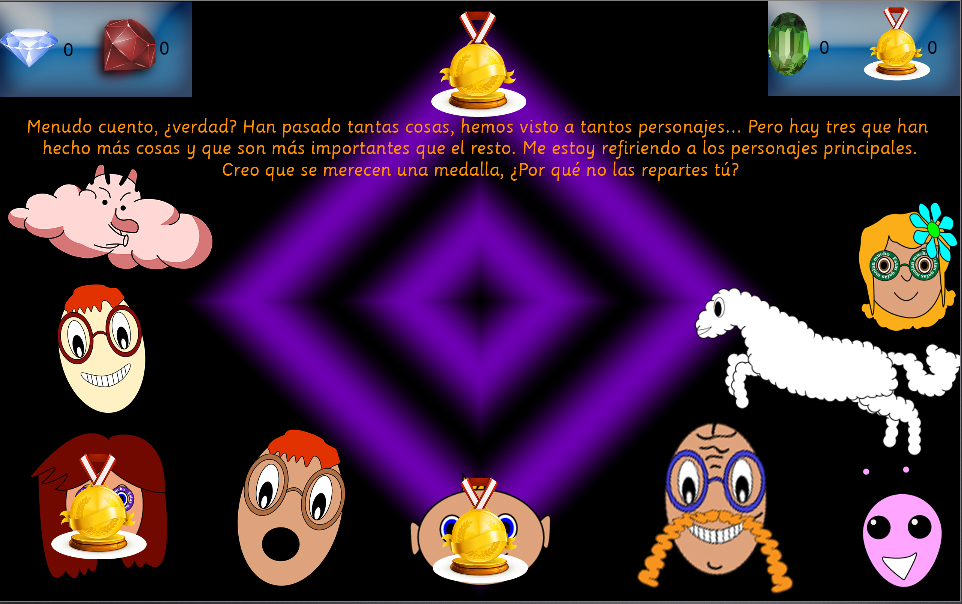 0
0
0
0
Menudo cuento, ¿verdad? Han pasado tantas cosas, hemos visto a tantos personajes... Pero hay tres que han
hecho más cosas y que son más importantes que el resto. Me estoy refiriendo a los personajes principales.
Creo que se merecen una medalla, ¿Por qué no las repartes tú?